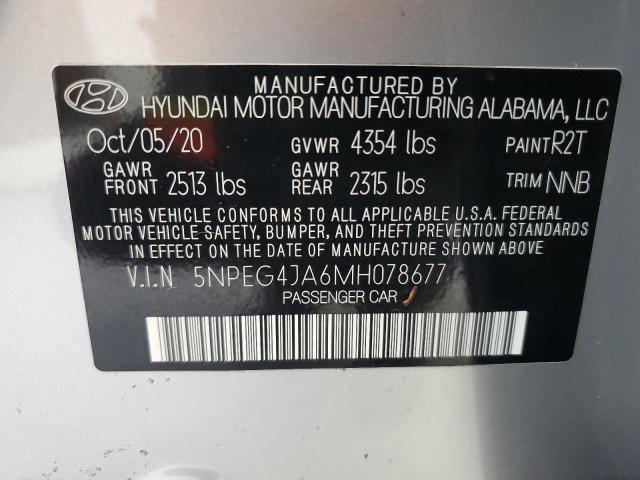 MANUFACTURED BY
HYUNDAI MOTOR MANUFACTURING ALABAMA, LLC
Oct/05/20 GVWR 4354 lbs PAINT R2T
GAWR FRONT 2513 lbs GAWR REAR 2315 lbs TRIM NNB
THIS VEHICLE CONFORMS TO ALL APPLICABLE U.S.A. FEDERAL
MOTOR VEHICLE SAFETY, BUMPER, AND THEFT PREVENTION STANDARDS
IN EFFECT ON THE DATE OF MANUFACTURE SHOWN ABOVE
V.I.N 5NPEG4JA6MH078677
PASSENGER CAR